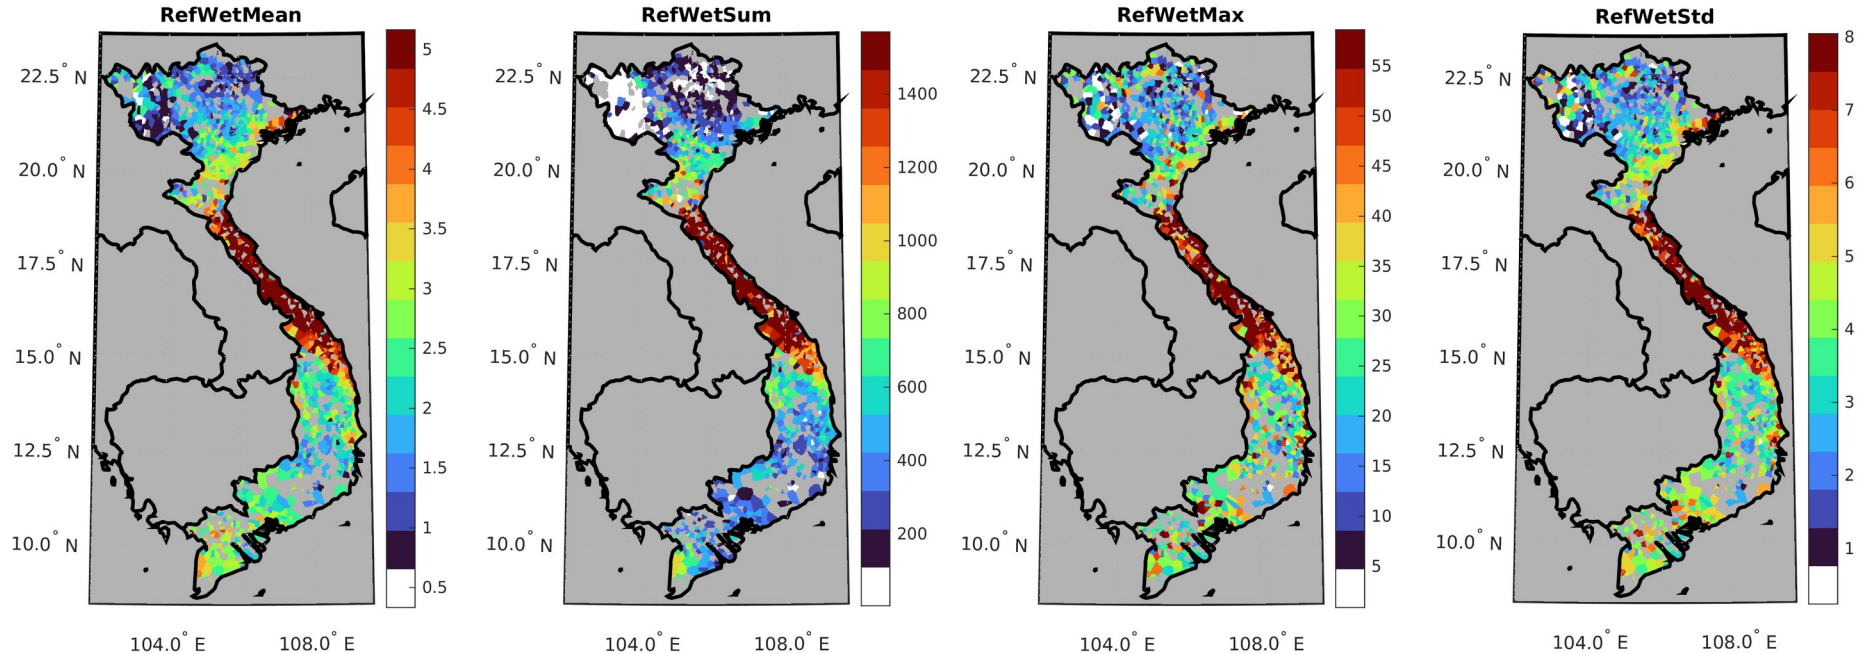 RefWetMean
22.5° N
20.0° N
17.5° N
15.0° N
12.5° N
10.0° N
104.0° E 108.0° E
5
4.5
4
3.5
3
2.5
2
1.5
1
0.5
RefWetSum
22.5° N
20.0° N
17.5° N
15.0° N
12.5° N
10.0° N
104.0° E 108.0° E
1400
1200
1000
800
600
400
200
RefWetMax
22.5° N
20.0° N
17.5° N
15.0° N
12.5° N
10.0° N
104.0° E 108.0° E
55
50
45
40
35
30
25
20
15
10
5
RefWetStd
22.5° N
20.0° N
17.5° N
15.0° N
12.5° N
10.0° N
104.0° E 108.0° E
8
7
6
5
4
3
2
1